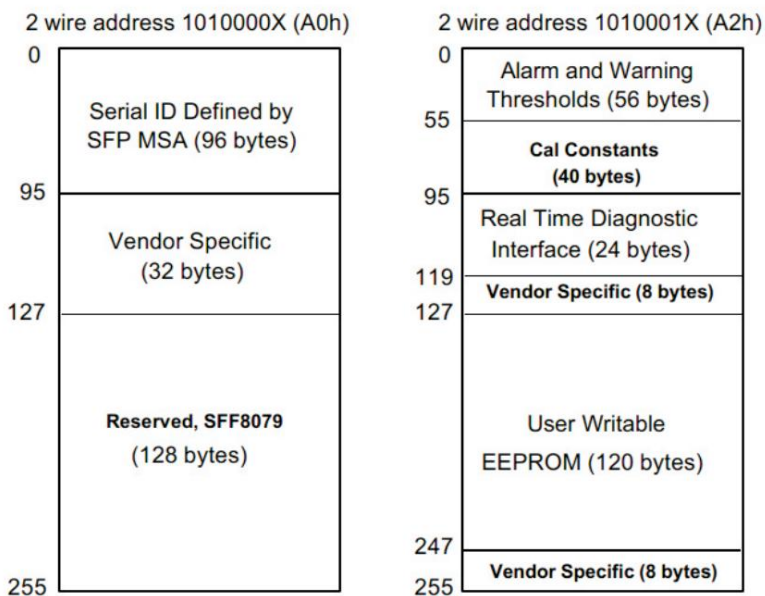 2 wire address 1010000X (A0h)
0
Serial ID Defined by
SFP MSA (96 bytes)
95
Vendor Specific
(32 bytes)
127
Reserved, SFF8079
(128 bytes)
255
2 wire address 1010001X (A2h)
0
Alarm and Warning
Thresholds (56 bytes)
55
Cal Constants
(40 bytes)
95
Real Time Diagnostic
Interface (24 bytes)
119
Vendor Specific (8 bytes)
127
User Writable
EEPROM (120 bytes)
247
Vendor Specific (8 bytes)
255